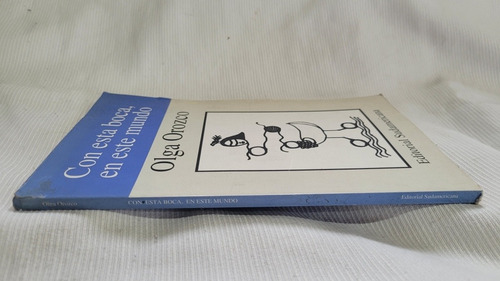 Con esta boca,
en este mundo
Olga Orozco
Editorial Sudamericana
Olga Orozco
CON ESTA BOCA, EN ESTE MUNDO
Editorial Sudamericana